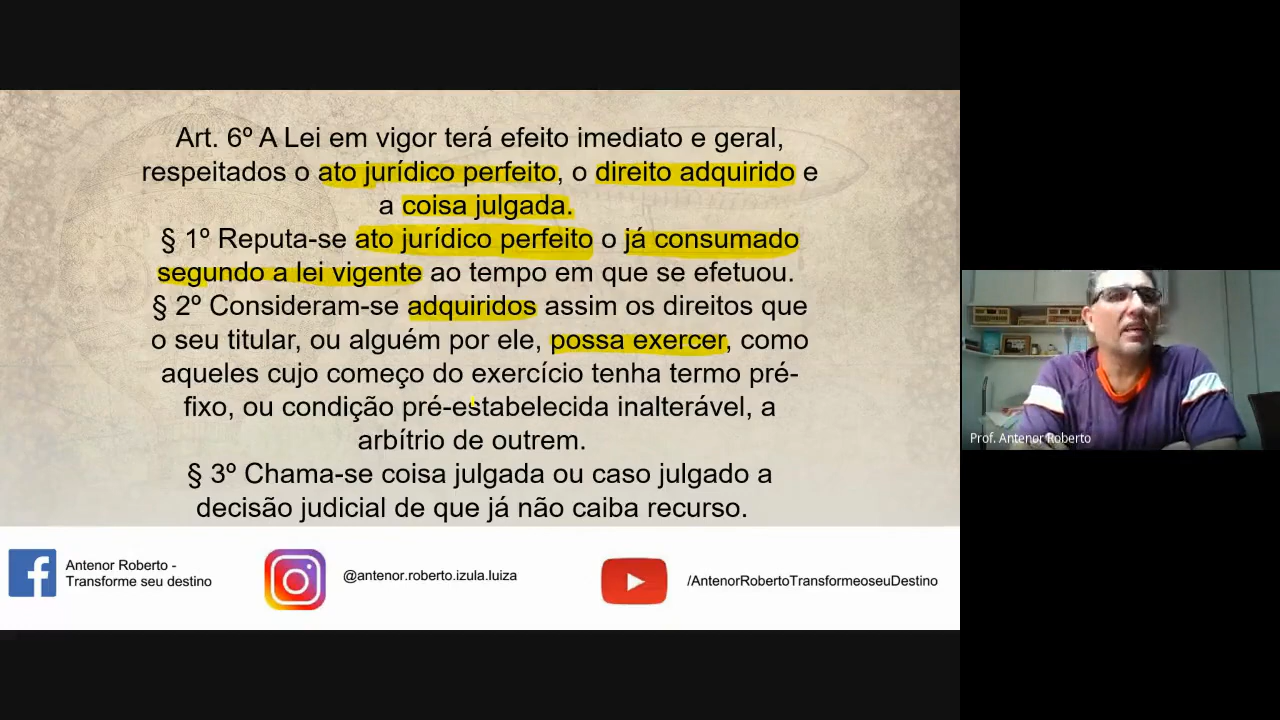 Art. 6º A Lei em vigor terá efeito imediato e geral,
respeitados o ato jurídico perfeito, o direito adquirido e
a coisa julgada.
§ 1º Reputa-se ato jurídico perfeito o já consumado
segundo a lei vigente ao tempo em que se efetuou.
§ 2º Consideram-se adquiridos assim os direitos que
o seu titular, ou alguém por ele, possa exercer, como
aqueles cujo começo do exercício tenha termo pré-
fixo, ou condição pré-estabelecida inalterável, a
arbítrio de outrem.
§ 3º Chama-se coisa julgada ou caso julgado a
decisão judicial de que já não caiba recurso.
Antenor Roberto -
Transforme seu destino
@antenor.roberto.izula.luiza
/AntenorRobertoTransformeoseuDestino
Prof. Antenor Roberto